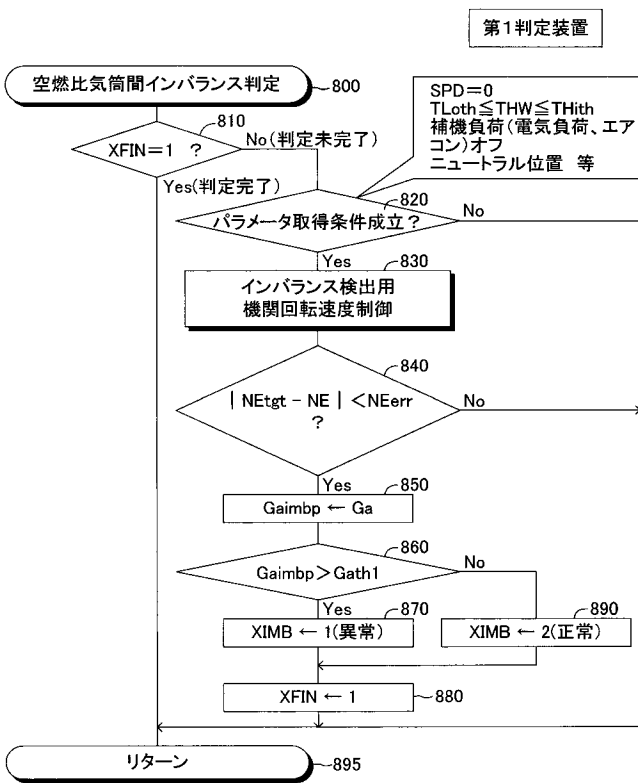 第1判定装置
空燃比気筒間インバランス判定
800
810
XFIN=1 ?
No(判定未完了)
Yes(判定完了)
SPD=0
TLoth≦THW≦THith
補機負荷(電気負荷、エア
コン)オフ
ニュートラル位置 等
820
パラメータ取得条件成立?
No
Yes
830
インバランス検出用
機関回転速度制御
840
| NEtgt - NE | <NEerr
?
No
Yes
850
Gaimbp ← Ga
860
Gaimbp>Gath1
No
Yes
870
XIMB ← 1(異常)
890
XIMB ← 2(正常)
XFIN ← 1
880
リターン
895